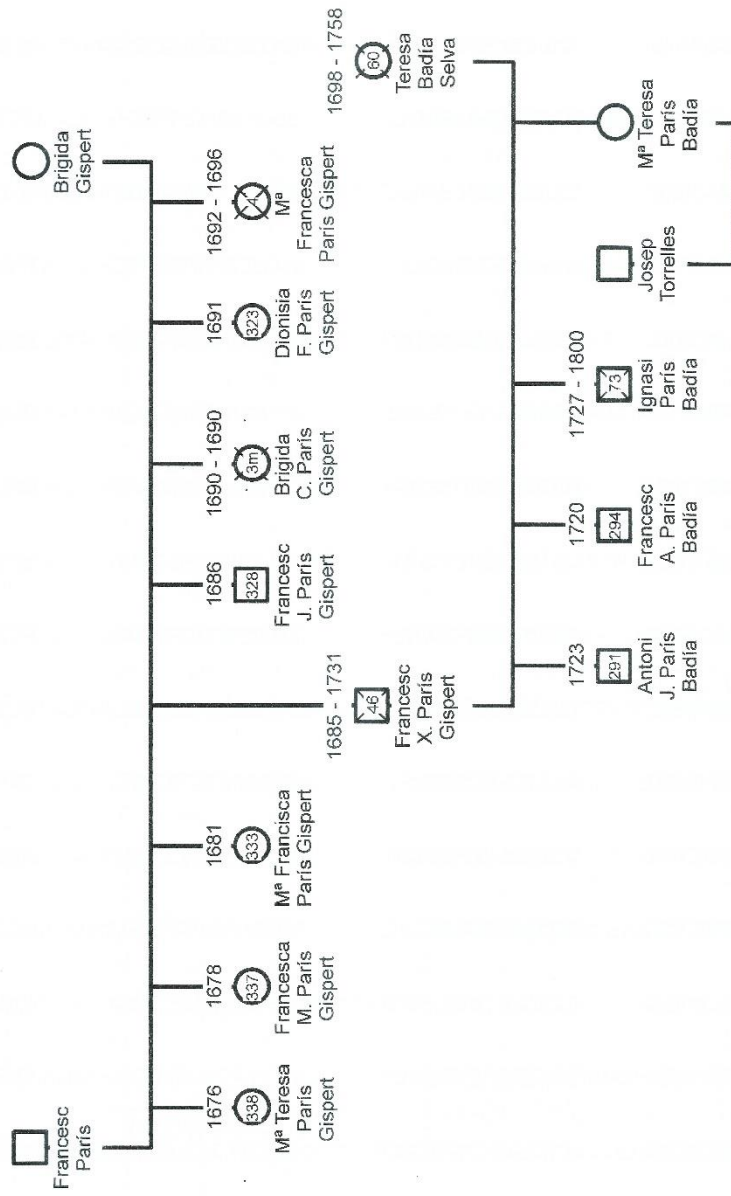 Francesc
París
Brigida
Gispert
1676
338
Mª Teresa
París
Gispert
1678
337
Francesca
M. París
Gispert
1681
333
Mª Francisca
París Gispert
1685 - 1731
46
Francesc
X. París
Gispert
1686
328
Francesc
J. París
Gispert
1690 - 1690
3m
Brigida
C. París
Gispert
1691
323
Dionisia
F. París
Gispert
1692 - 1696
4
Mª
Francesca
París Gispert
1698 - 1758
60
Teresa
Badía
Selva
1723
291
Antoni
J. París
Badía
1720
294
Francesc
A. París
Badía
1727 - 1800
73
Ignasi
París
Badía
Josep
Torrelles
Mª Teresa
París
Badía